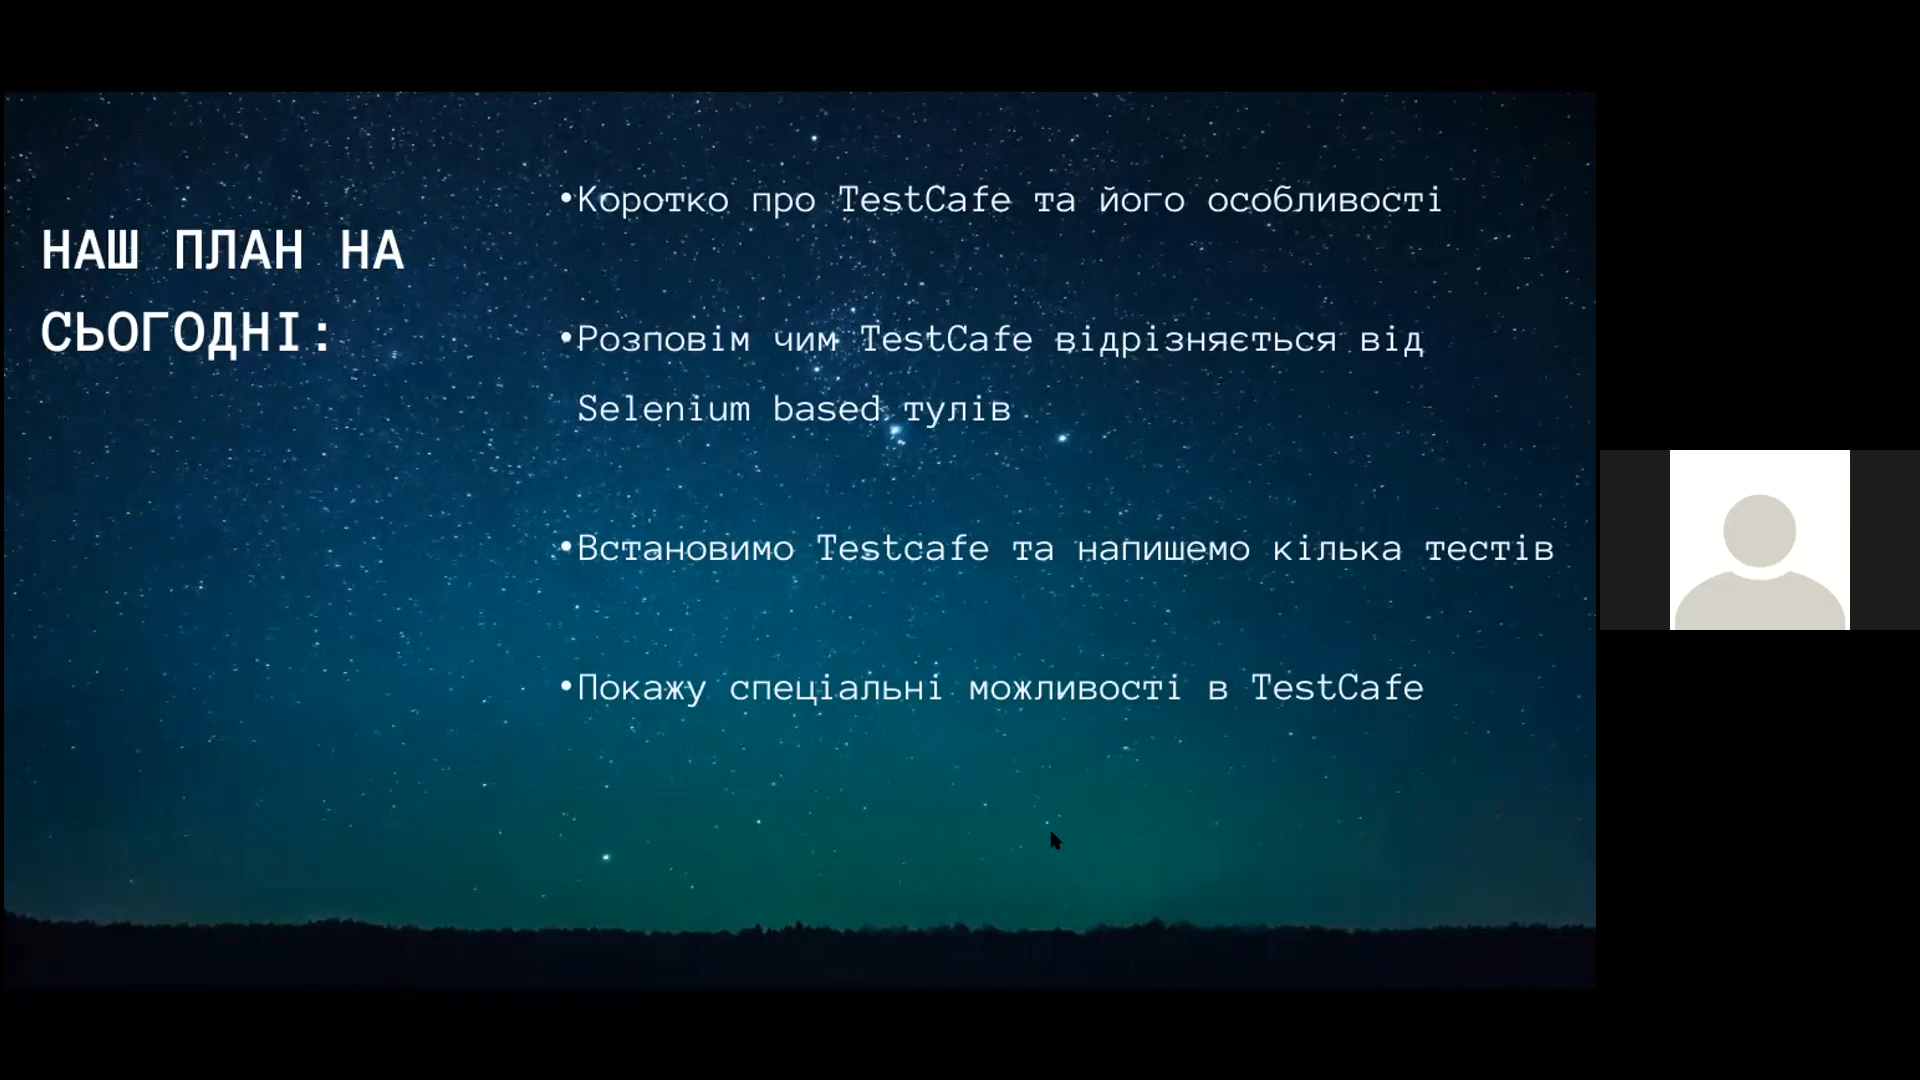 НАШ ПЛАН НА
СЬОГОДНІ:
•Коротко про TestCafe та його особливості
•Розповім чим TestCafe відрізняється від
Selenium based тулів
•Встановимо Testcafe та напишемо кілька тестів
•Покажу спеціальні можливості в TestCafe